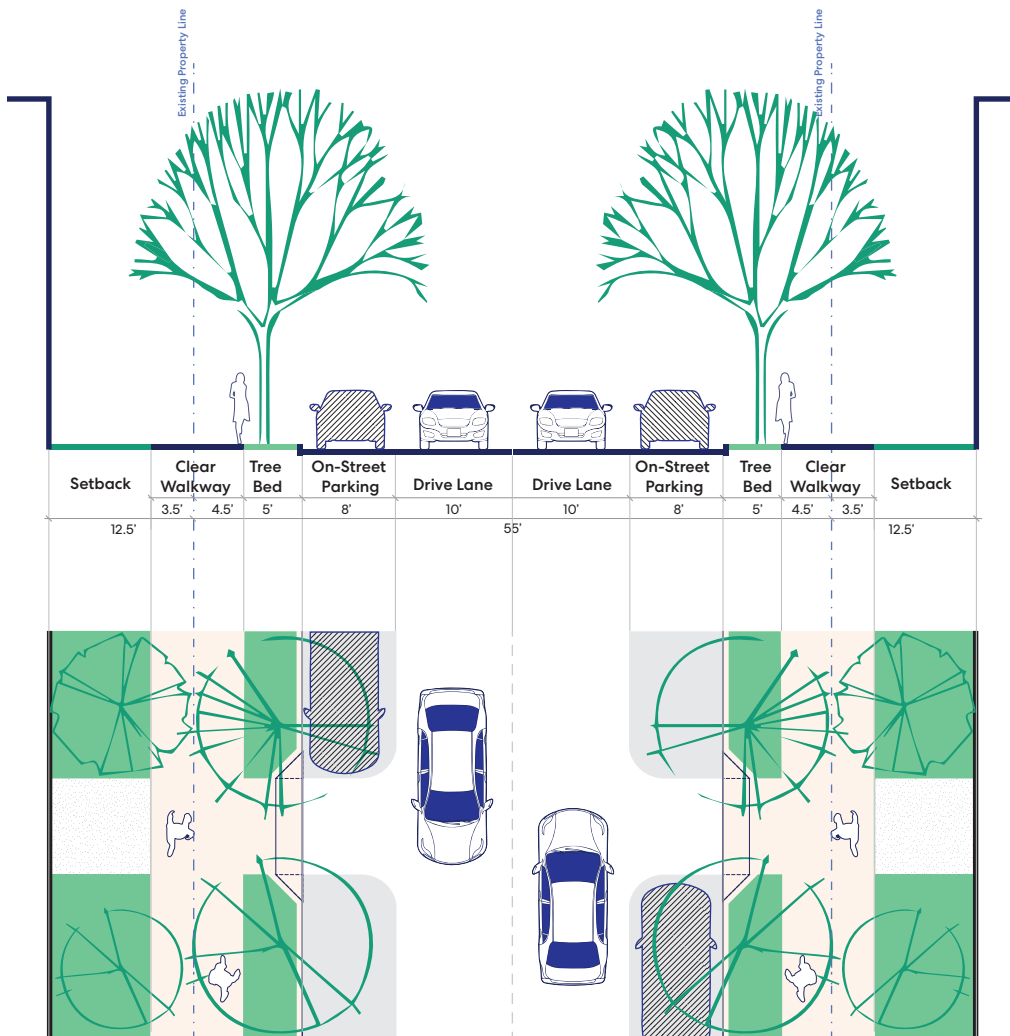 Existing Property Line
Existing Property Line
Setback
Clear
Walkway
Tree
Bed
On-Street
Parking
Drive Lane
Drive Lane
On-Street
Parking
Tree
Bed
Clear
Walkway
Setback
3.5'
4.5'
5'
8'
10'
10'
8'
5'
4.5'
3.5'
12.5'
55'
12.5'